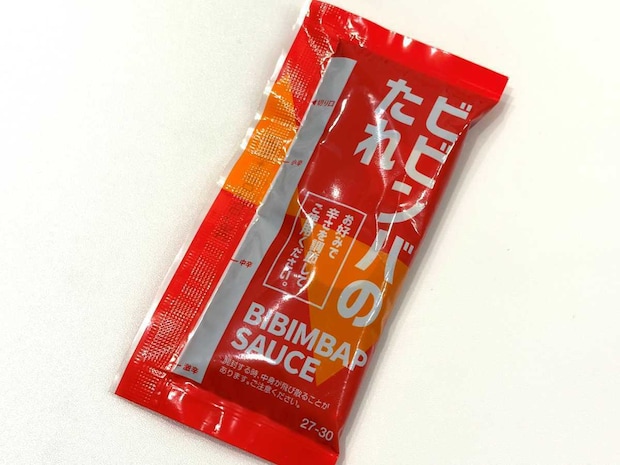 ビビンバの
たれ
お好みで
辛さを調節して
ご使用ください。
◀切り口
小辛
中辛
激辛
BIBIMBAP
SAUCE
開封する時、中身が飛び散ることが
あります。ご注意ください。
27-30